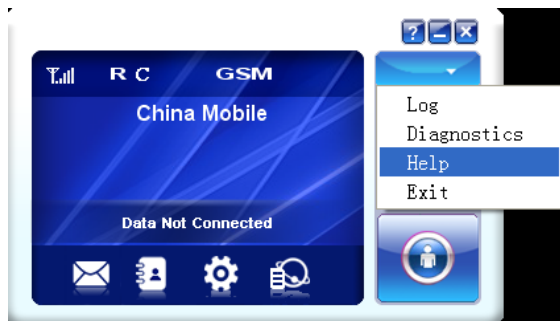 ?
R C GSM
China Mobile
Data Not Connected
Log
Diagnostics
Help
Exit